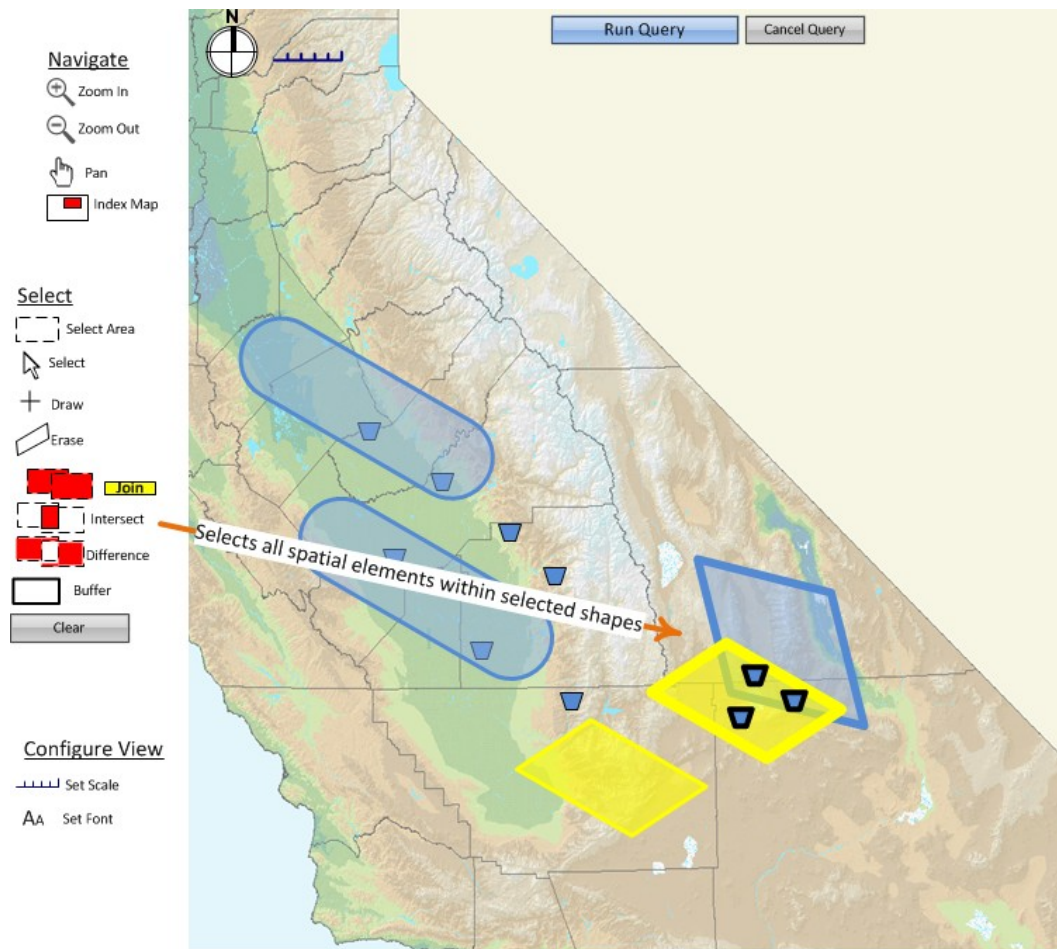 N
Run Query
Cancel Query
Navigate
Zoom In
Zoom Out
Pan
Index Map
Select
Select Area
Select
Draw
Erase
Join
Intersect
Difference
Buffer
Clear
Selects all spatial elements within selected shapes
Configure View
Set Scale
AA Set Font